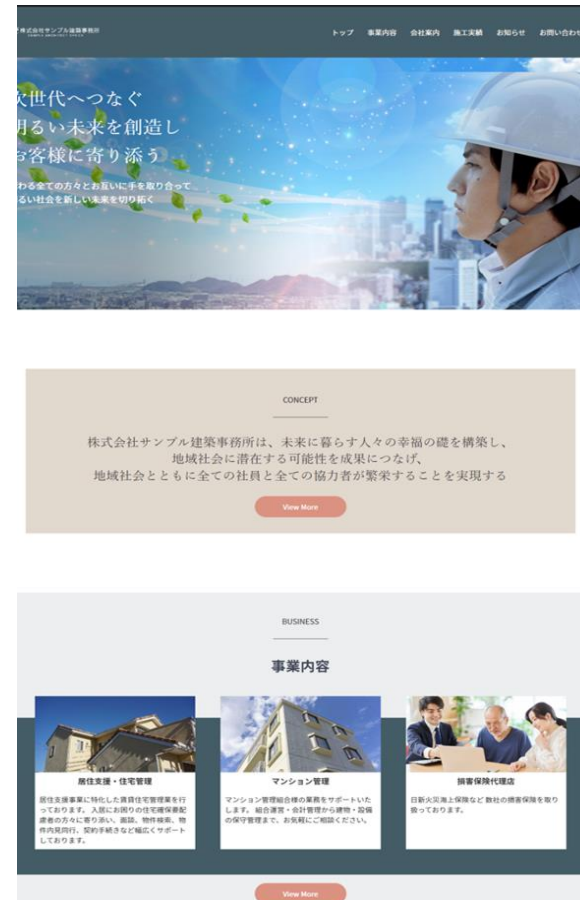 株式会社サンプル建築事務所
トップ 事業内容 会社案内 施工実績 お知らせ お問い合わせ
次世代へつなぐ
明るい未来を創造し
お客様に寄り添う
わる全ての方々とお互いに手を取り合って
るい社会を新しい未来を切り拓く
CONCEPT
株式会社サンプル建築事務所は、未来に暮らす人々の幸福の礎を構築し、
地域社会に潜在する可能性を成果につなげ、
地域社会とともに全ての社員と全ての協力者が繁栄することを実現する
View More
BUSINESS
事業内容
居住支援・住宅管理
居住支援事業に特化した賃貸住宅管理業を行
っております。 入居にお困りの住宅確保要配
慮者の方々に寄り添い、面談、物件検索、物
件内見同行、契約手続きなど幅広くサポート
しております。
マンション管理
マンション管理組合様の業務をサポートいた
します。 組合運営・会計管理から建物・設備
の保守管理まで、お気軽にご相談ください。
損害保険代理店
日新火災海上保険など 数社の損害保険を取り
扱っております。
View More